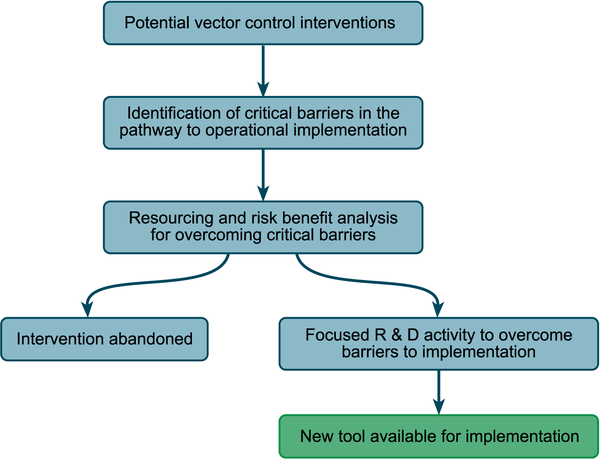 Potential vector control interventions
Identification of critical barriers in the
pathway to operational implementation
Resourcing and risk benefit analysis
for overcoming critical barriers
Intervention abandoned
Focused R & D activity to overcome
barriers to implementation
New tool available for implementation